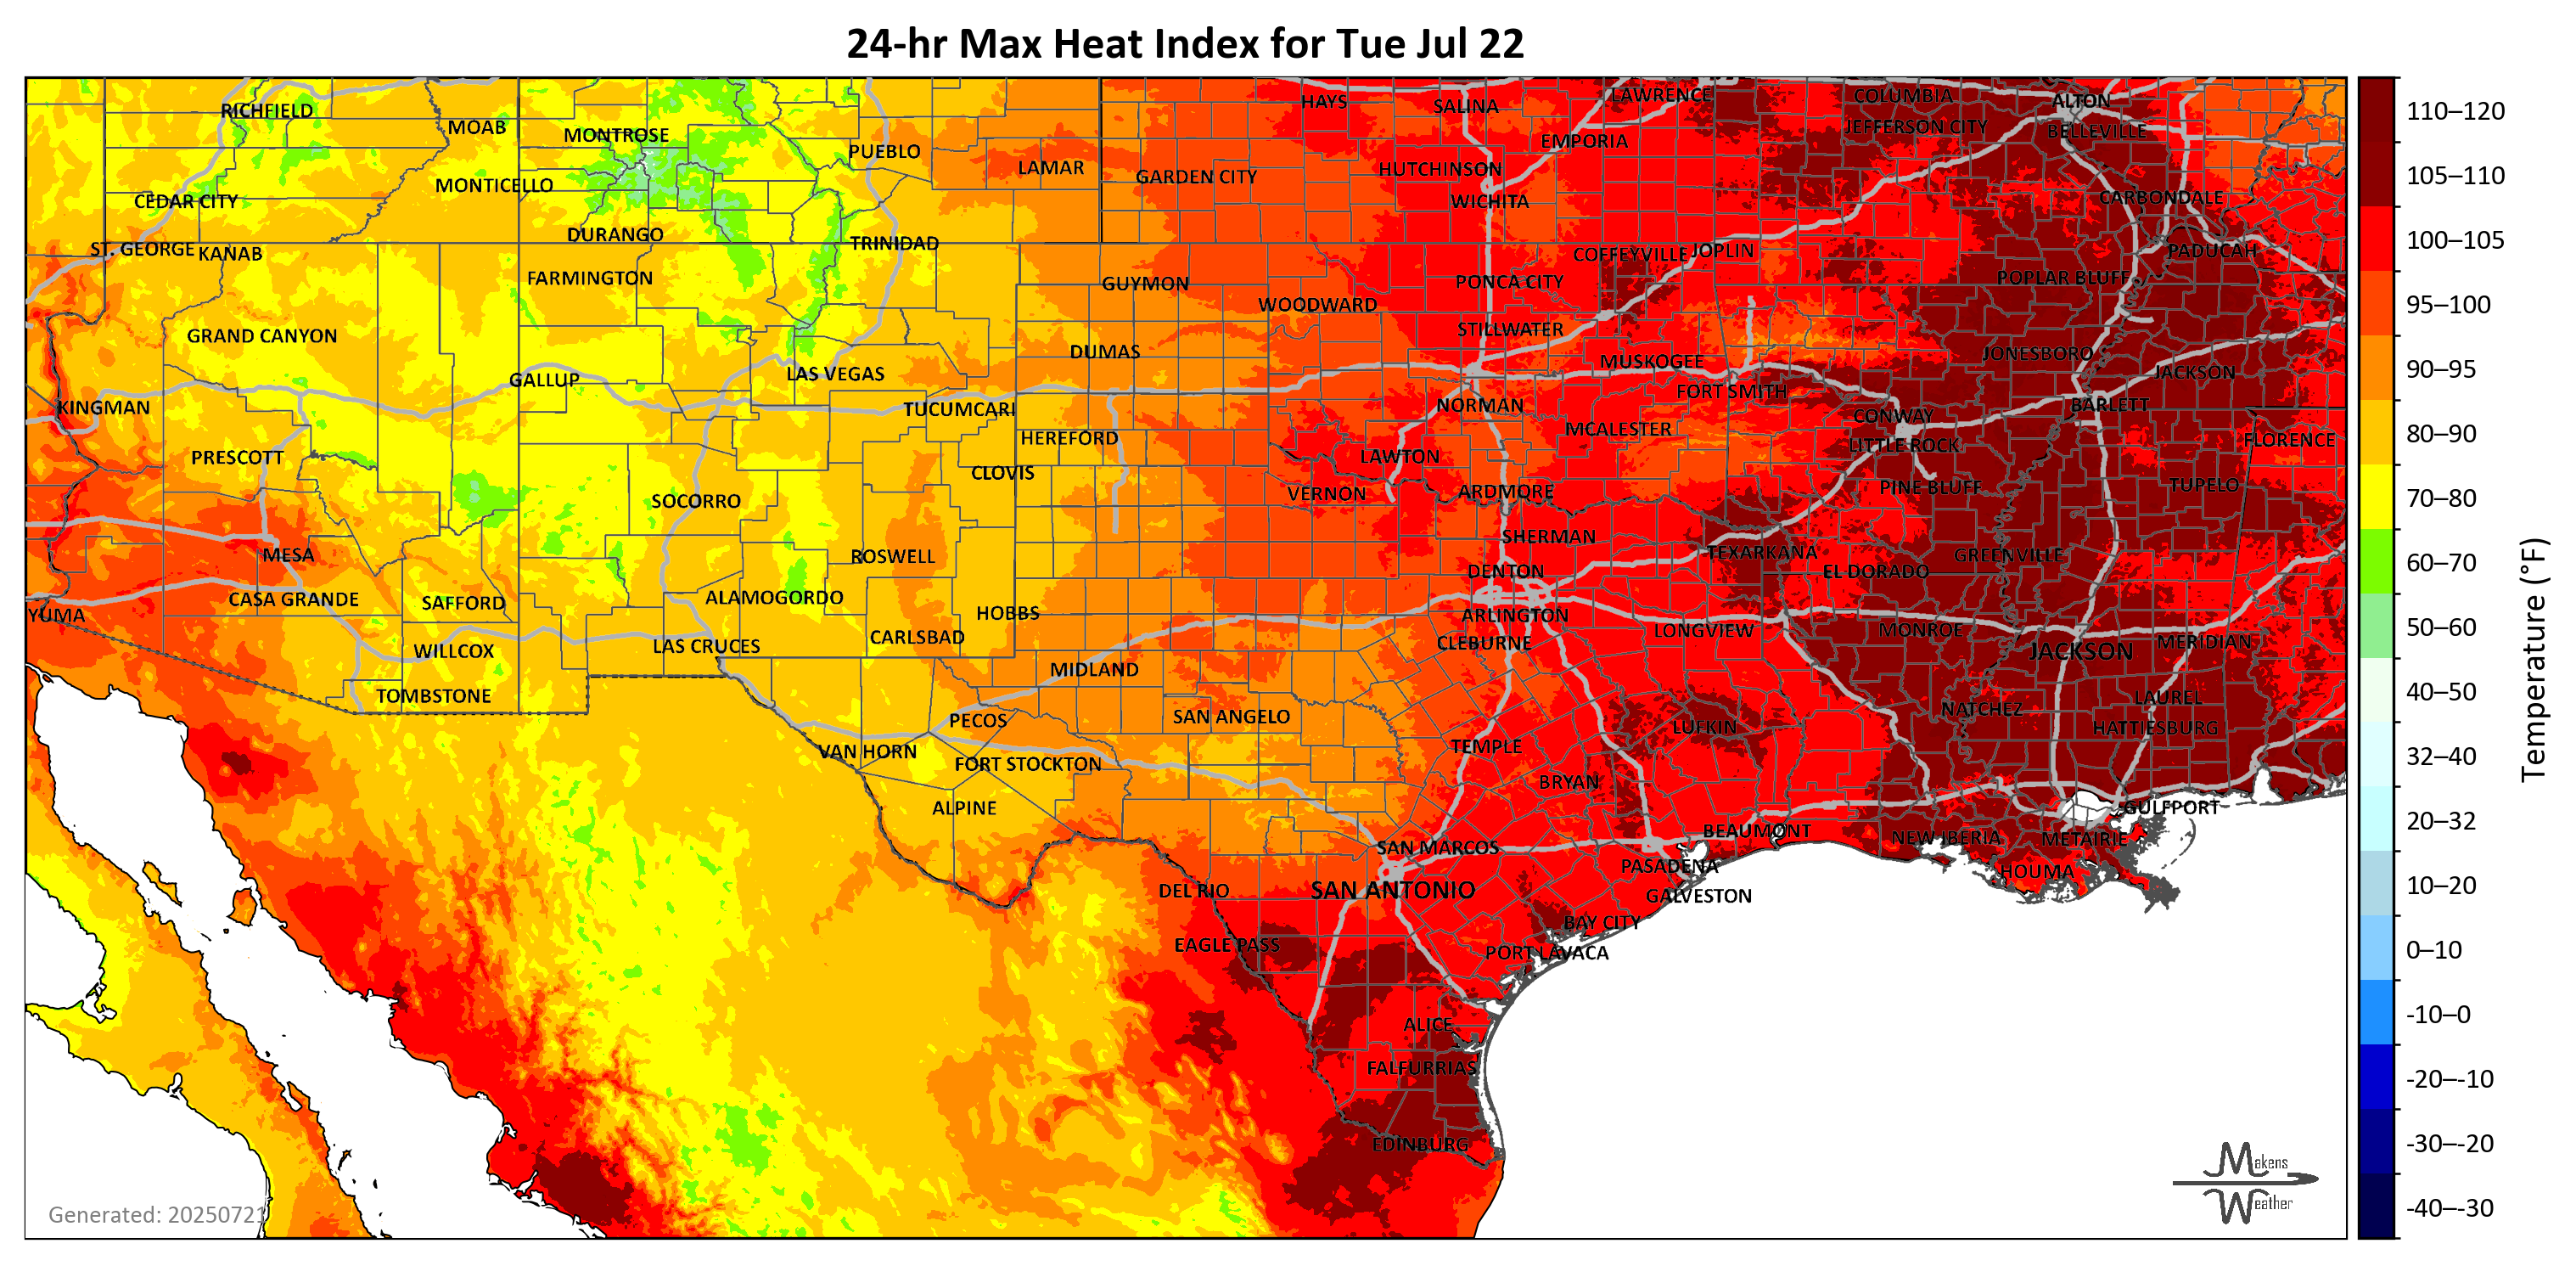 24-hr Max Heat Index for Tue Jul 22
RICHFIELD
MOAB
MONTROSE
PUEBLO
LAMAR
GARDEN CITY
HAYS
SALINA
LAWRENCE
EMPORIA
HUTCHINSON
WICHITA
COLUMBIA
JEFFERSON CITY
ALTON
BELLEVILLE
CARBONDALE
CEDAR CITY
MONTICELLO
DURANGO
TRINIDAD
ST. GEORGE
KANAB
FARMINGTON
GUYMON
WOODWARD
PONCA CITY
COFFEYVILLE
JOPLIN
POPLAR BLUFF
PADUCAH
GRAND CANYON
GALLUP
LAS VEGAS
DUMAS
STILLWATER
MUSKOGEE
FORT SMITH
JONESBORO
JACKSON
KINGMAN
TUCUMCARI
HEREFORD
NORMAN
MCALESTER
CONWAY
LITTLE ROCK
BARLETT
FLORENCE
PRESCOTT
SOCORRO
CLOVIS
VERNON
LAWTON
ARDMORE
PINE BLUFF
TUPELO
MESA
ROSWELL
SHERMAN
DENTON
TEXARKANA
EL DORADO
GREENVILLE
YUMA
CASA GRANDE
SAFFORD
ALAMOGORDO
HOBBS
ARLINGTON
CLEBURNE
LONGVIEW
MONROE
JACKSON
MERIDIAN
WILLCOX
LAS CRUCES
CARLSBAD
MIDLAND
TOMBSTONE
PECOS
SAN ANGELO
TEMPLE
LUFKIN
NATCHEZ
LAUREL
HATTIESBURG
VAN HORN
FORT STOCKTON
BRYAN
ALPINE
SAN MARCOS
BEAUMONT
NEW IBERIA
METAIRIE
GULFPORT
DEL RIO
SAN ANTONIO
PASADENA
GALVESTON
HOUMA
EAGLE PASS
BAY CITY
PORT LAVACA
ALICE
FALFURRIAS
EDINBURG
Generated: 20250721
Makens
Weather
110–120
105–110
100–105
95–100
90–95
80–90
70–80
60–70
50–60
40–50
32–40
20–32
10–20
0–10
-10–0
-20–-10
-30–-20
-40–-30
Temperature (°F)